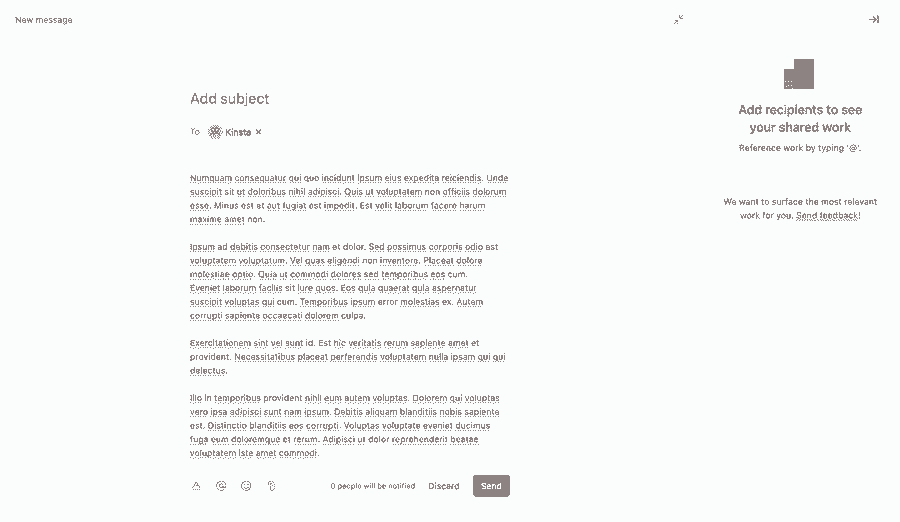 New message
Add subject
To Kinsta ×
Numquam consequatur qui quo incidunt ipsum eius expedita reiciendis. Unde
suscipit sit et doloribus nihil adipisci. Quis ut voluptatem non officiis dolorum
esse. Minus est et aut fugiat est impedit. Est velit laborum facere harum
maxime amet non.
Ipsum ad debitis consectetur nam et dolor. Sed possimus corporis odio est
voluptatem voluptatum. Vel quas eligendi non inventore. Placeat dolore
molestiae optio. Quia ut commodi dolores sed temporibus eos cum.
Eveniet laborum facilis sit iure quos. Eos quia quaerat quia aspernatur
suscipit voluptas qui cum. Temporibus ipsum error molestias ex. Autem
corrupti sapiente occaecati dolorem culpa.
Exercitationem sint vel sunt id. Est hic veritatis rerum sapiente amet et
provident. Necessitatibus placeat perferendis voluptatem nulla ipsam qui qui
delectus.
Illo in temporibus provident nihil eum autem voluptas. Dolorem qui voluptas
vero ipsa adipisci sunt nam ipsum. Debitis aliquam blanditiis nobis sapiente
est. Distinctio blanditiis eos corrupti. Voluptas voluptate eveniet ducimus
fuga eum doloremque et rerum. Adipisci ut dolor reprehenderit beatae
voluptatem iste amet commodi.
0 people will be notified Discard Send
Add recipients to see
your shared work
Reference work by typing '@'.
We want to surface the most relevant
work for you. Send feedback!